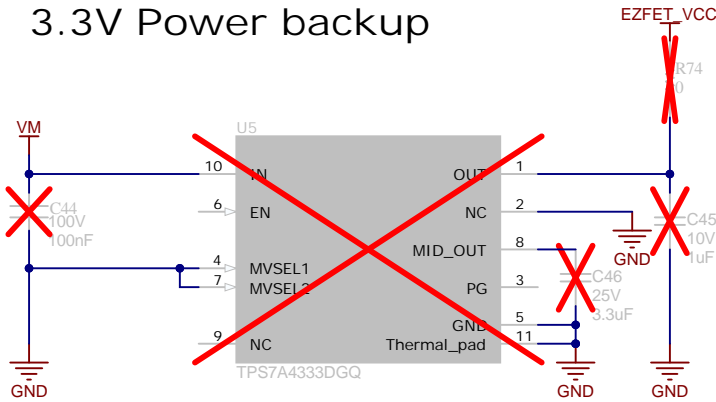 3.3V Power backup
EZFET_VCC
R74
0
VM
U5
10
IN
OUT
1
C44
100V
100nF
6
EN
NC
2
C45
10V
1uF
GND
MID_OUT
8
4
MVSEL1
7
MVSEL2
C46
25V
3.3uF
PG
3
GND
5
9
NC
Thermal_pad
11
TPS7A4333DGQ
GND
GND
GND